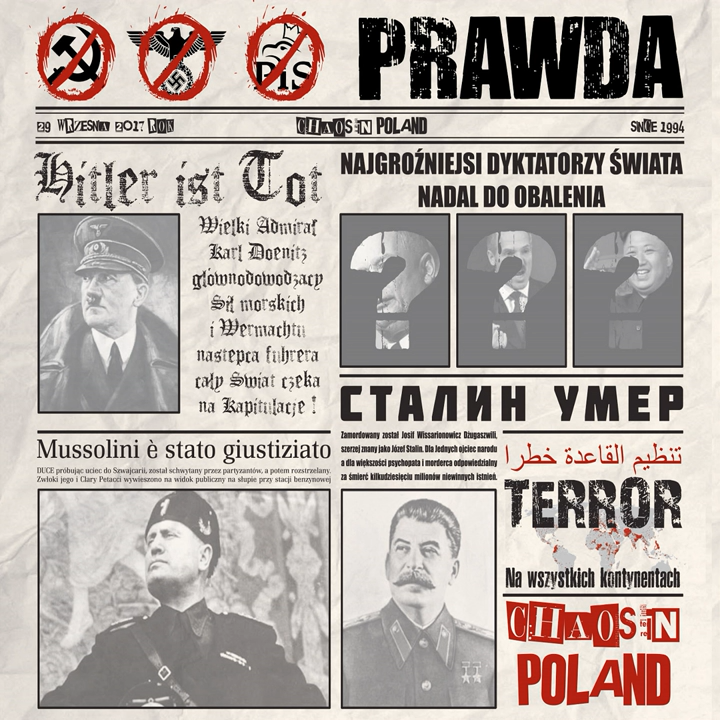 PiS
PRAWDA
29 WRZEŚNIA 2017 ROK
CHAOS IN POLAND
SINCE 1994
Hitler ist Tot
Wielki Admirał
Karl Doenitz
głównodowodzący
Sił morskich
i Wermachtu
następca fuhrera
cały Świat czeka
na Kapitulacje !
NAJGROŹNIEJSI DYKTATORZY ŚWIATA
NADAL DO OBALENIA
? ? ?
СТАЛИН УМЕР
Mussolini è stato giustiziato
DUCE próbując uciec do Szwajcarii, został schwytany przez partyzantów, a potem rozstrzelany.
Zwłoki jego i Clary Petacci wywieszono na widok publiczny na słupie przy stacji benzynowej
Zamordowany został Josif Wissarionowicz Dżugaszwili,
szerzej znany jako Józef Stalin. Dla Jednych ojciec narodu
a dla większości psychopata i morderca odpowiedzialny
za śmierć kilkudziesięciu milionów niewinnych istnień.
تنظيم القاعدة خطرا
TERROR
Na wszystkich kontynentach
CHAOS IN
POLAND